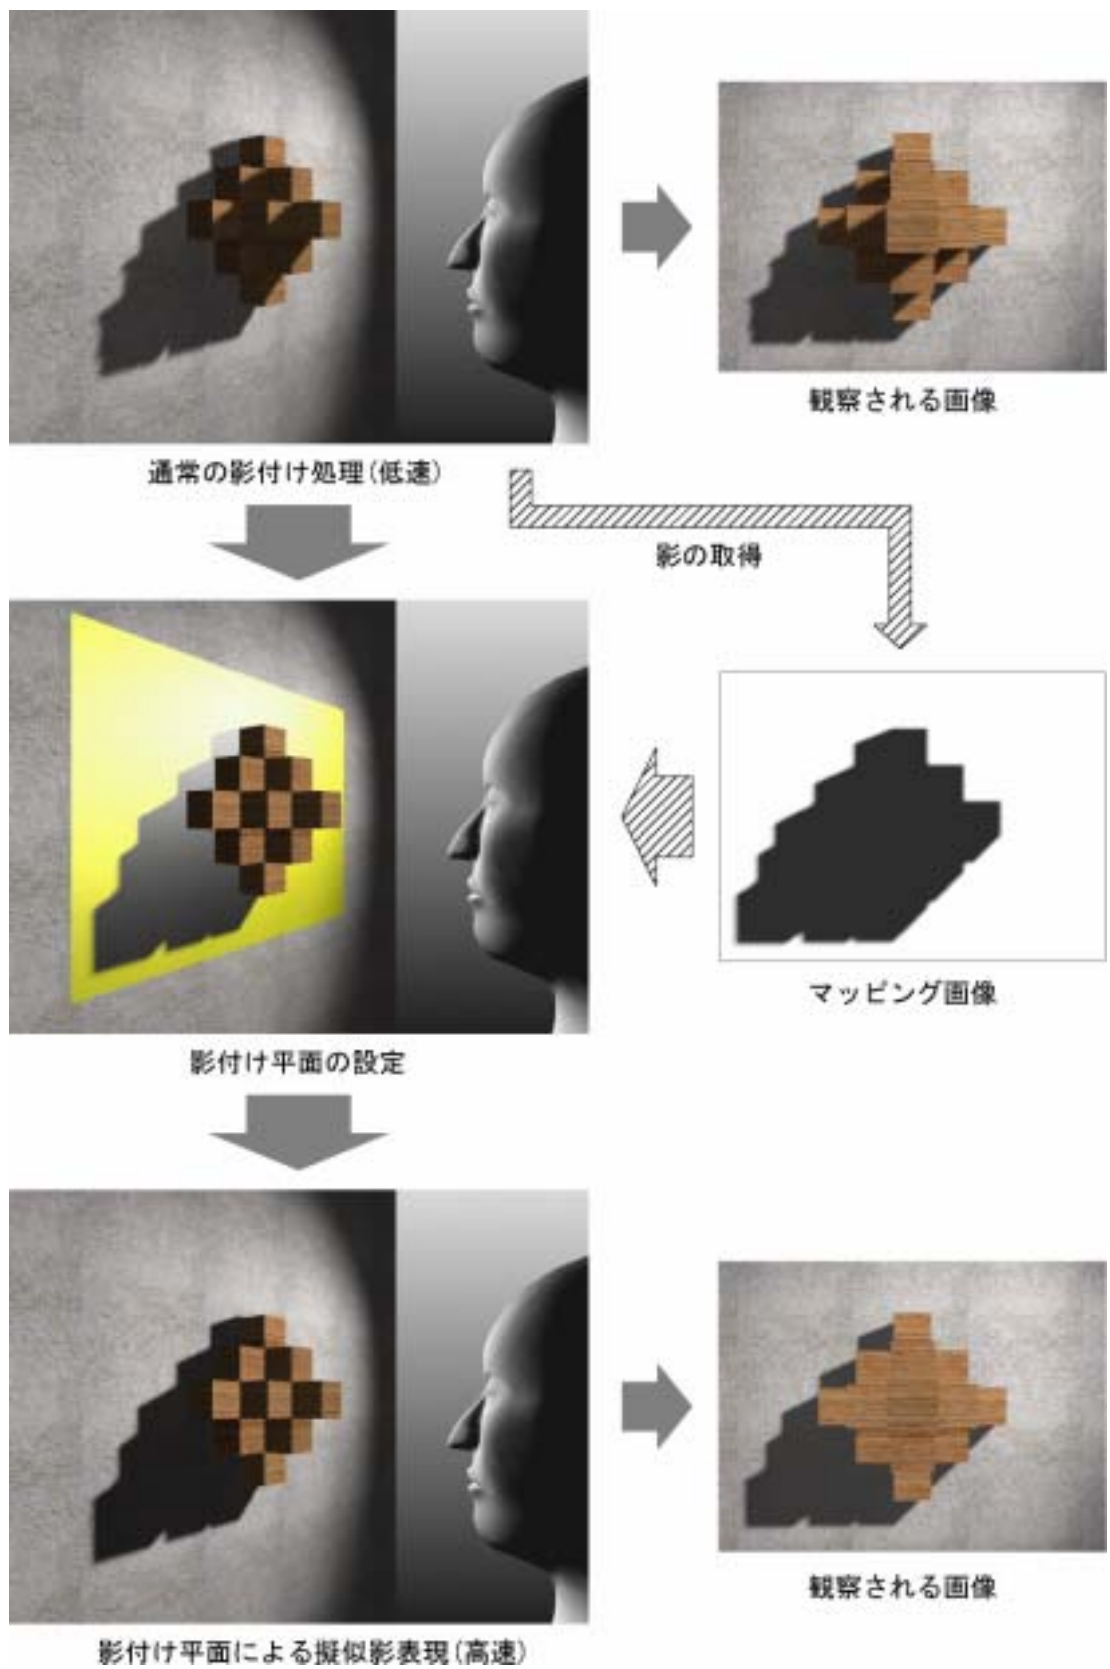 観察される画像
通常の影付け処理(低速)
影の取得
マッピング画像
影付け平面の設定
観察される画像
影付け平面による擬似影表現(高速)